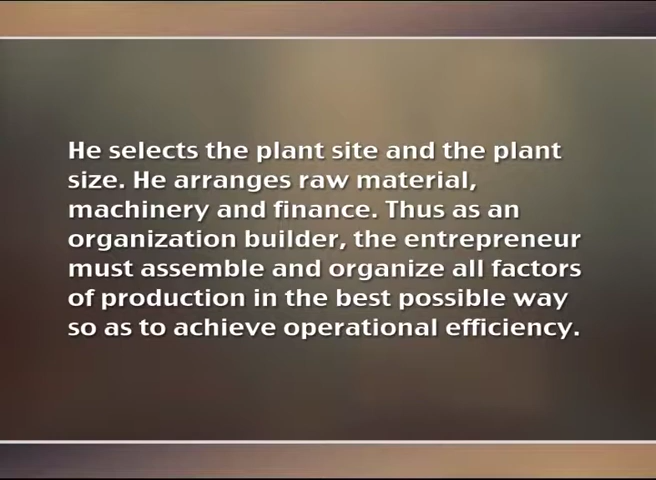 He selects the plant site and the plant
size. He arranges raw material,
machinery and finance. Thus as an
organization builder, the entrepreneur
must assemble and organize all factors
of production in the best possible way
so as to achieve operational efficiency.